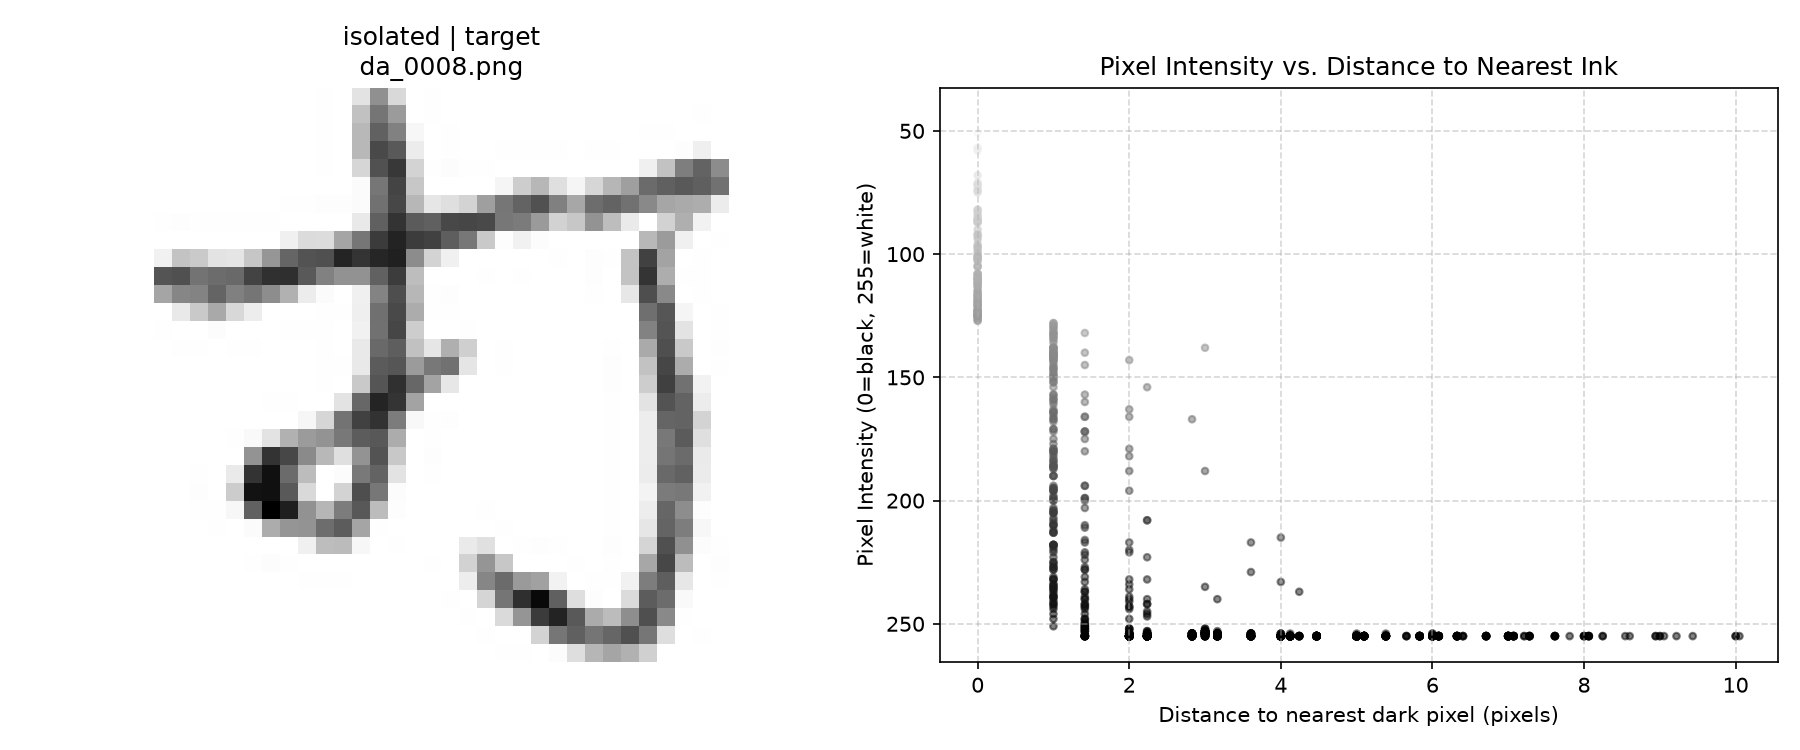 isolated | target
da_0008.png
打
Pixel Intensity vs. Distance to Nearest Ink
Pixel Intensity (0=black, 255=white)
50
100
150
200
250
0 2 4 6 8 10
Distance to nearest dark pixel (pixels)